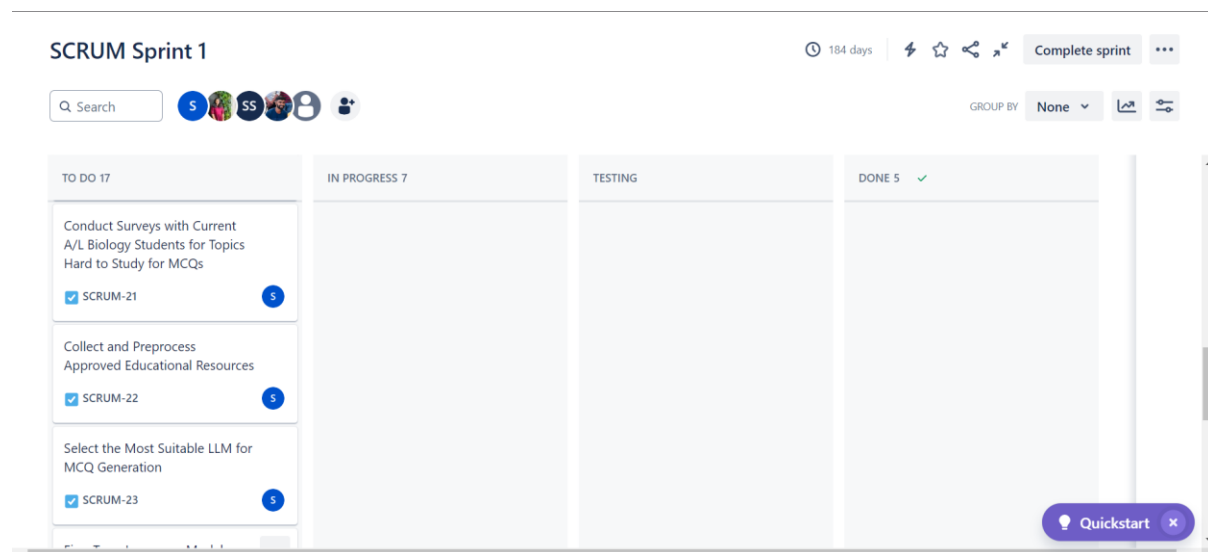 SCRUM Sprint 1
184 days
Complete sprint
Search
S
SS
GROUP BY
None
TO DO 17
IN PROGRESS 7
TESTING
DONE 5
Conduct Surveys with Current
A/L Biology Students for Topics
Hard to Study for MCQs
SCRUM-21
S
Collect and Preprocess
Approved Educational Resources
SCRUM-22
S
Select the Most Suitable LLM for
MCQ Generation
SCRUM-23
S
Quickstart